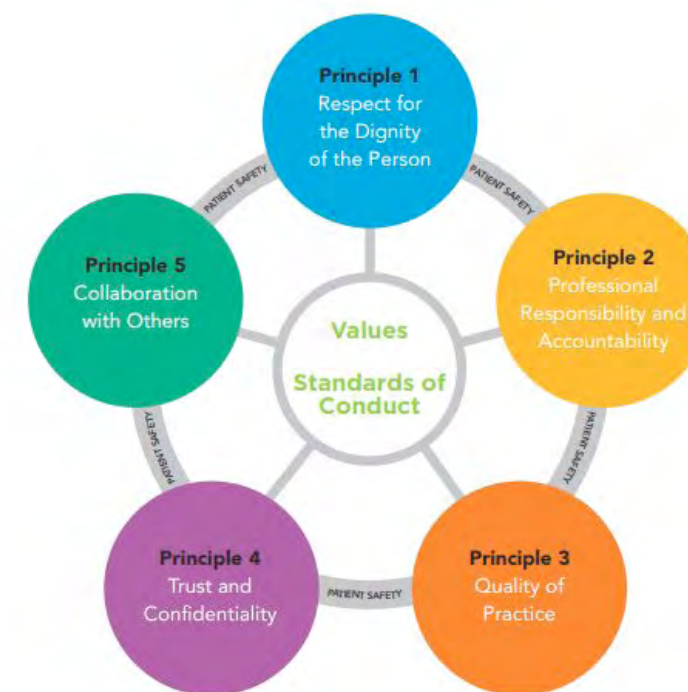 Principle 1
Respect for
the Dignity
of the Person
PATIENT SAFETY
PATIENT SAFETY
Principle 5
Collaboration
with Others
Principle 2
Professional
Responsibility and
Accountability
Values
Standards of
Conduct
PATIENT SAFETY
PATIENT SAFETY
Principle 4
Trust and
Confidentiality
PATIENT SAFETY
Principle 3
Quality of
Practice